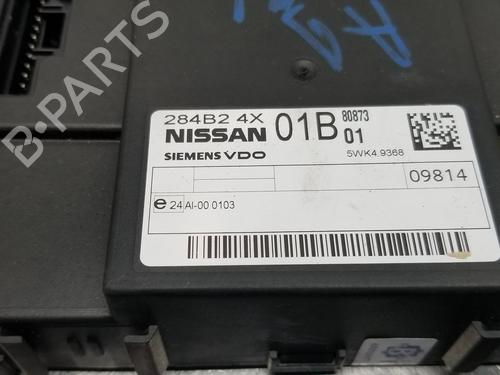 284B2 4X 01B 80873
NISSAN 01
SIEMENS VDO 5WK4 9368
09814
e 24 AI-00 0103
B-PARTS